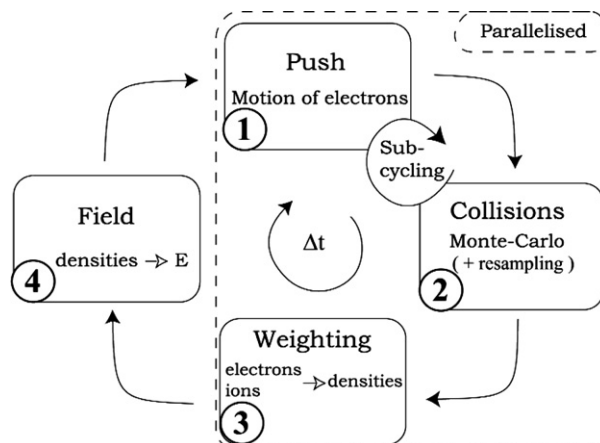 Parallelised
Push
Motion of electrons
1
Sub-
cycling
Collisions
Monte-Carlo
( + resampling )
2
Weighting
electrons
ions
→ densities
3
Field
densities → E
4
Δt